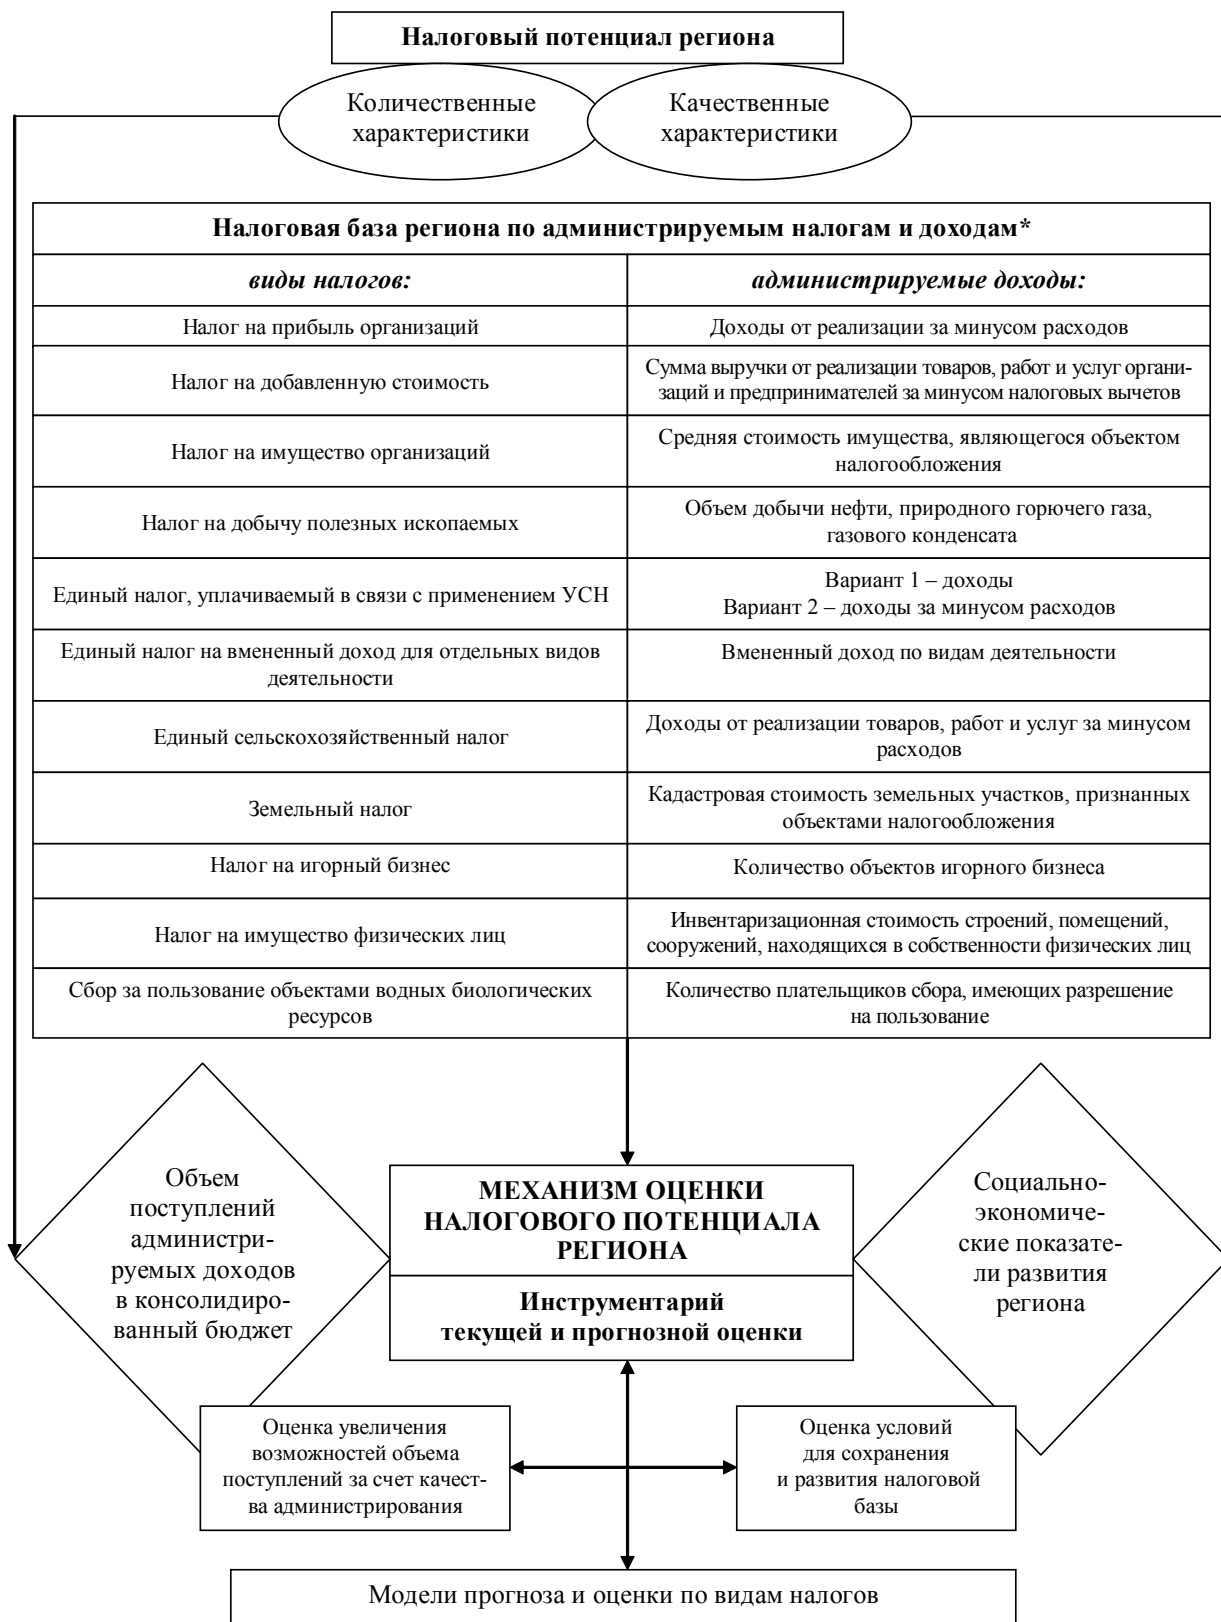 Налоговый потенциал региона
Количественные
характеристики
Качественные
характеристики
Налоговая база региона по администрируемым налогам и доходам*
виды налогов:
администрируемые доходы:
Налог на прибыль организаций
Доходы от реализации за минусом расходов
Налог на добавленную стоимость
Сумма выручки от реализации товаров, работ и услуг органи-
заций и предпринимателей за минусом налоговых вычетов
Налог на имущество организаций
Средняя стоимость имущества, являющегося объектом
налогообложения
Налог на добычу полезных ископаемых
Объем добычи нефти, природного горючего газа,
газового конденсата
Единый налог, уплачиваемый в связи с применением УСН
Вариант 1 – доходы
Вариант 2 – доходы за минусом расходов
Единый налог на вмененный доход для отдельных видов
деятельности
Вмененный доход по видам деятельности
Единый сельскохозяйственный налог
Доходы от реализации товаров, работ и услуг за минусом
расходов
Земельный налог
Кадастровая стоимость земельных участков, признанных
объектами налогообложения
Налог на игорный бизнес
Количество объектов игорного бизнеса
Налог на имущество физических лиц
Инвентаризационная стоимость строений, помещений,
сооружений, находящихся в собственности физических лиц
Сбор за пользование объектами водных биологических
ресурсов
Количество плательщиков сбора, имеющих разрешение
на пользование
Объем
поступлений
администри-
руемых доходов
в консолидиро-
ванный бюджет
МЕХАНИЗМ ОЦЕНКИ
НАЛОГОВОГО ПОТЕНЦИАЛА
РЕГИОНА
Инструментарий
текущей и прогнозной оценки
Социально-
экономиче-
ские показате-
ли развития
региона
Оценка увеличения
возможностей объема
поступлений за счет качест-
ва администрирования
Оценка условий
для сохранения
и развития налоговой
базы
Модели прогноза и оценки по видам налогов